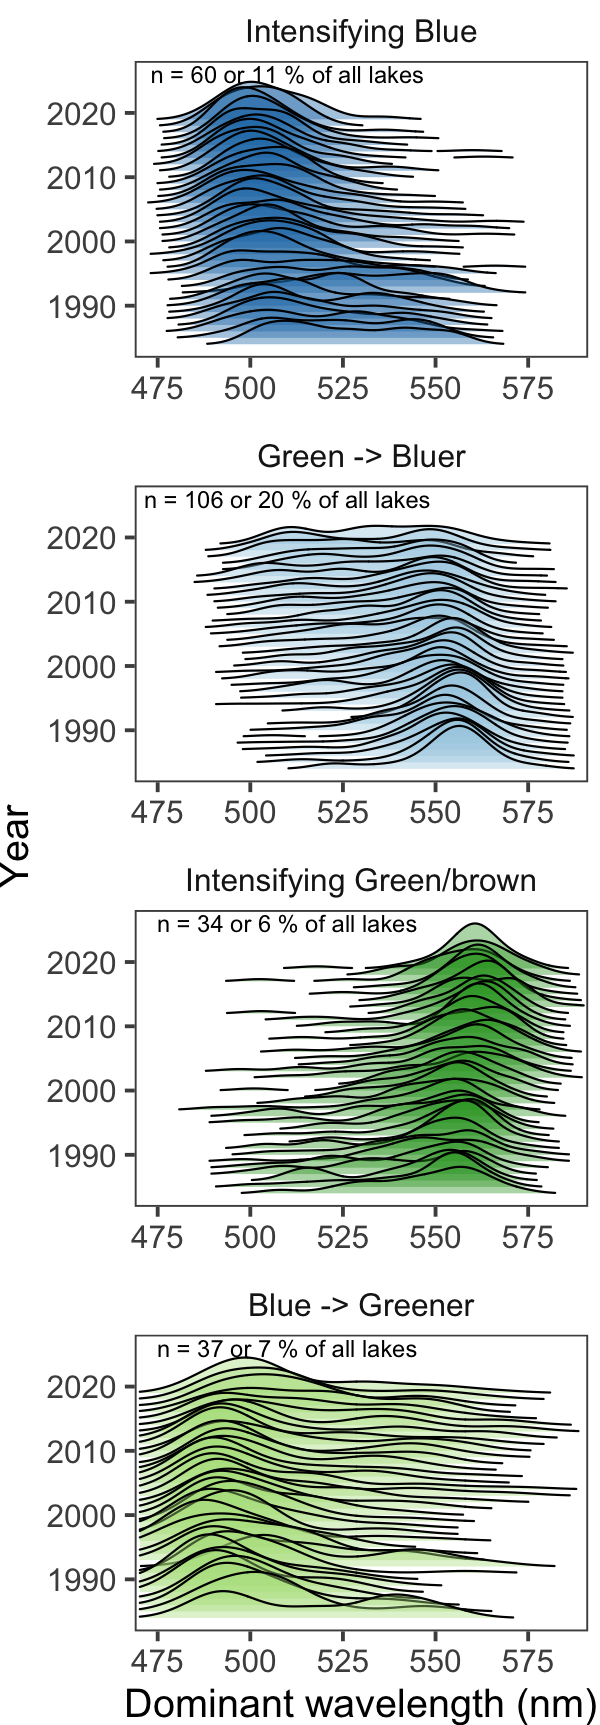 Intensifying Blue
n = 60 or 11 % of all lakes
2020
2010
2000
1990
475 500 525 550 575
Green -> Bluer
n = 106 or 20 % of all lakes
2020
2010
2000
1990
475 500 525 550 575
Year
Intensifying Green/brown
n = 34 or 6 % of all lakes
2020
2010
2000
1990
475 500 525 550 575
Blue -> Greener
n = 37 or 7 % of all lakes
2020
2010
2000
1990
475 500 525 550 575
Dominant wavelength (nm)